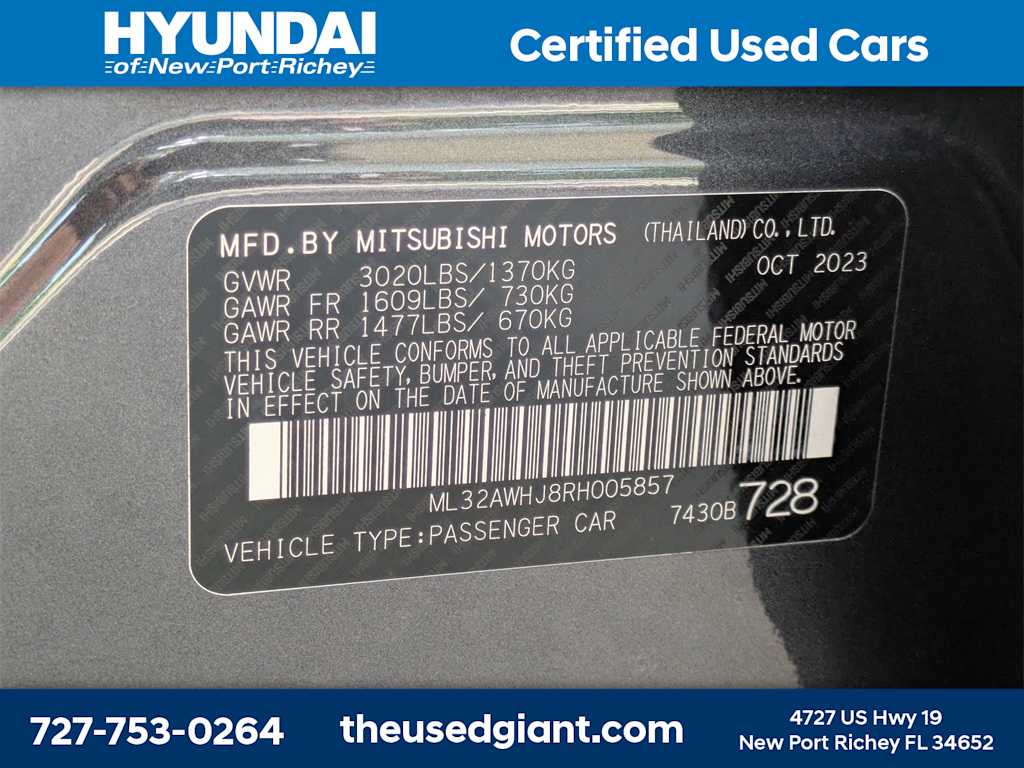 HYUNDAI
of New Port Richey
Certified Used Cars
MFD.BY MITSUBISHI MOTORS (THAILAND) CO., LTD.
GVWR 3020LBS/1370KG OCT 2023
GAWR FR 1609LBS/ 730KG
GAWR RR 1477LBS/ 670KG
THIS VEHICLE CONFORMS TO ALL APPLICABLE FEDERAL MOTOR
VEHICLE SAFETY, BUMPER, AND THEFT PREVENTION STANDARDS
IN EFFECT ON THE DATE OF MANUFACTURE SHOWN ABOVE.
ML32AWHJ8RH005857
VEHICLE TYPE:PASSENGER CAR 7430B 728
727-753-0264
theusedgiant.com
4727 US Hwy 19
New Port Richey FL 34652